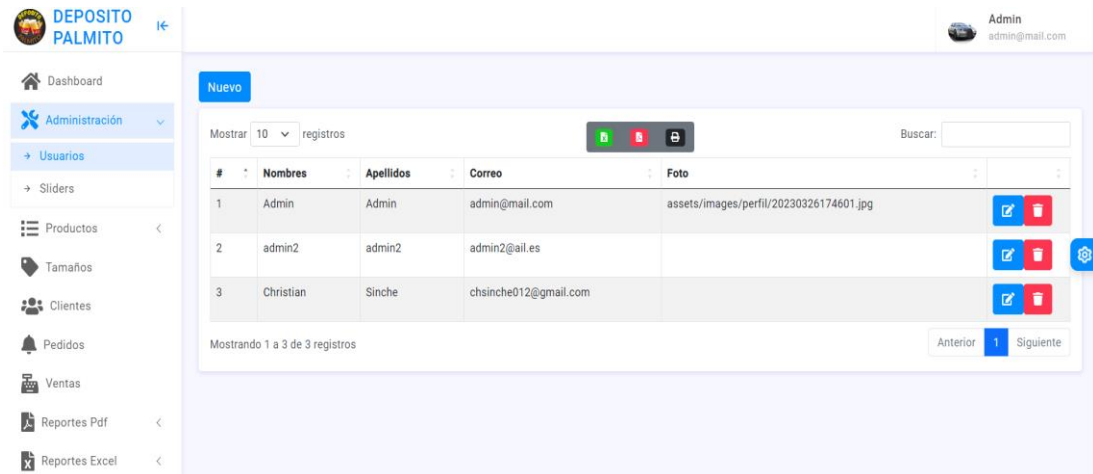 DEPOSITO
PALMITO
Admin
admin@mail.com
Dashboard
Administración
Usuarios
Sliders
Productos
Tamaños
Clientes
Pedidos
Ventas
Reportes Pdf
Reportes Excel
Nuevo
Mostrar 10 registros
Buscar:
# Nombres Apellidos Correo Foto
1 Admin Admin admin@mail.com assets/images/perfil/20230326174601.jpg
2 admin2 admin2 admin2@ail.es
3 Christian Sinche chsinche012@gmail.com
Mostrando 1 a 3 de 3 registros
Anterior 1 Siguiente